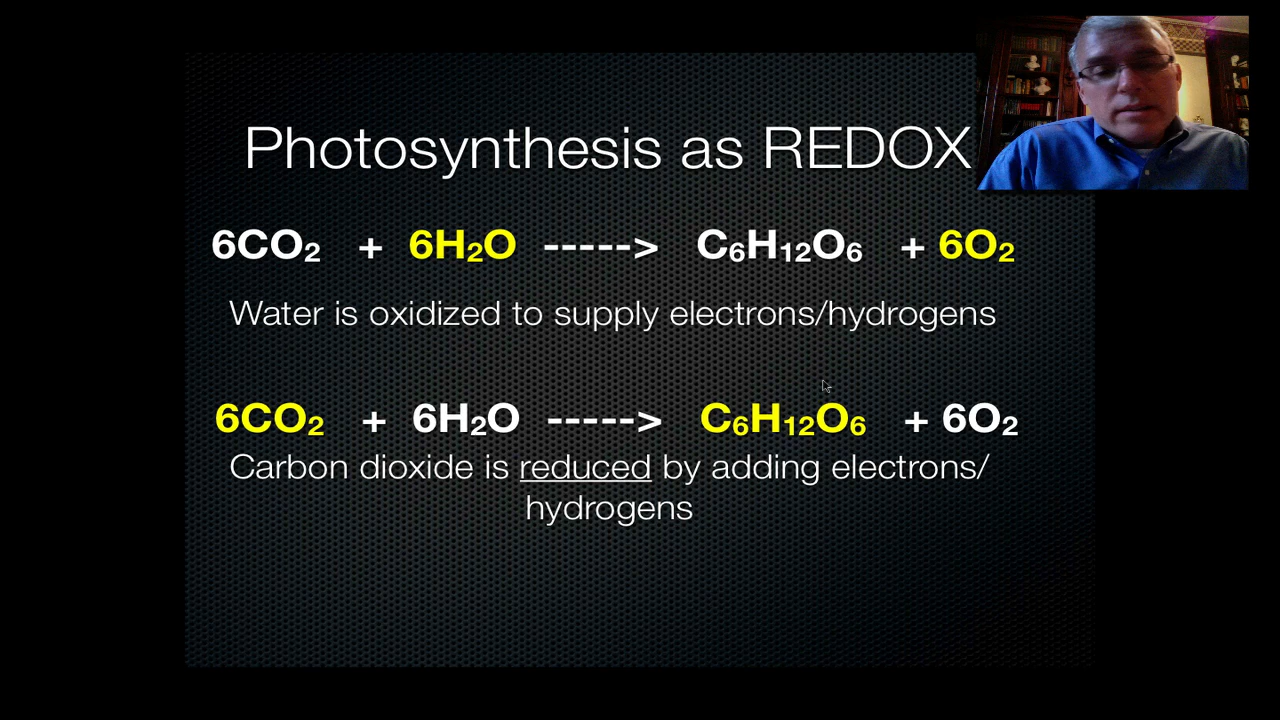 Photosynthesis as REDOX
6CO₂ + 6H₂O -----> C₆H₁₂O₆ + 6O₂
Water is oxidized to supply electrons/hydrogens
6CO₂ + 6H₂O -----> C₆H₁₂O₆ + 6O₂
Carbon dioxide is reduced by adding electrons/
hydrogens